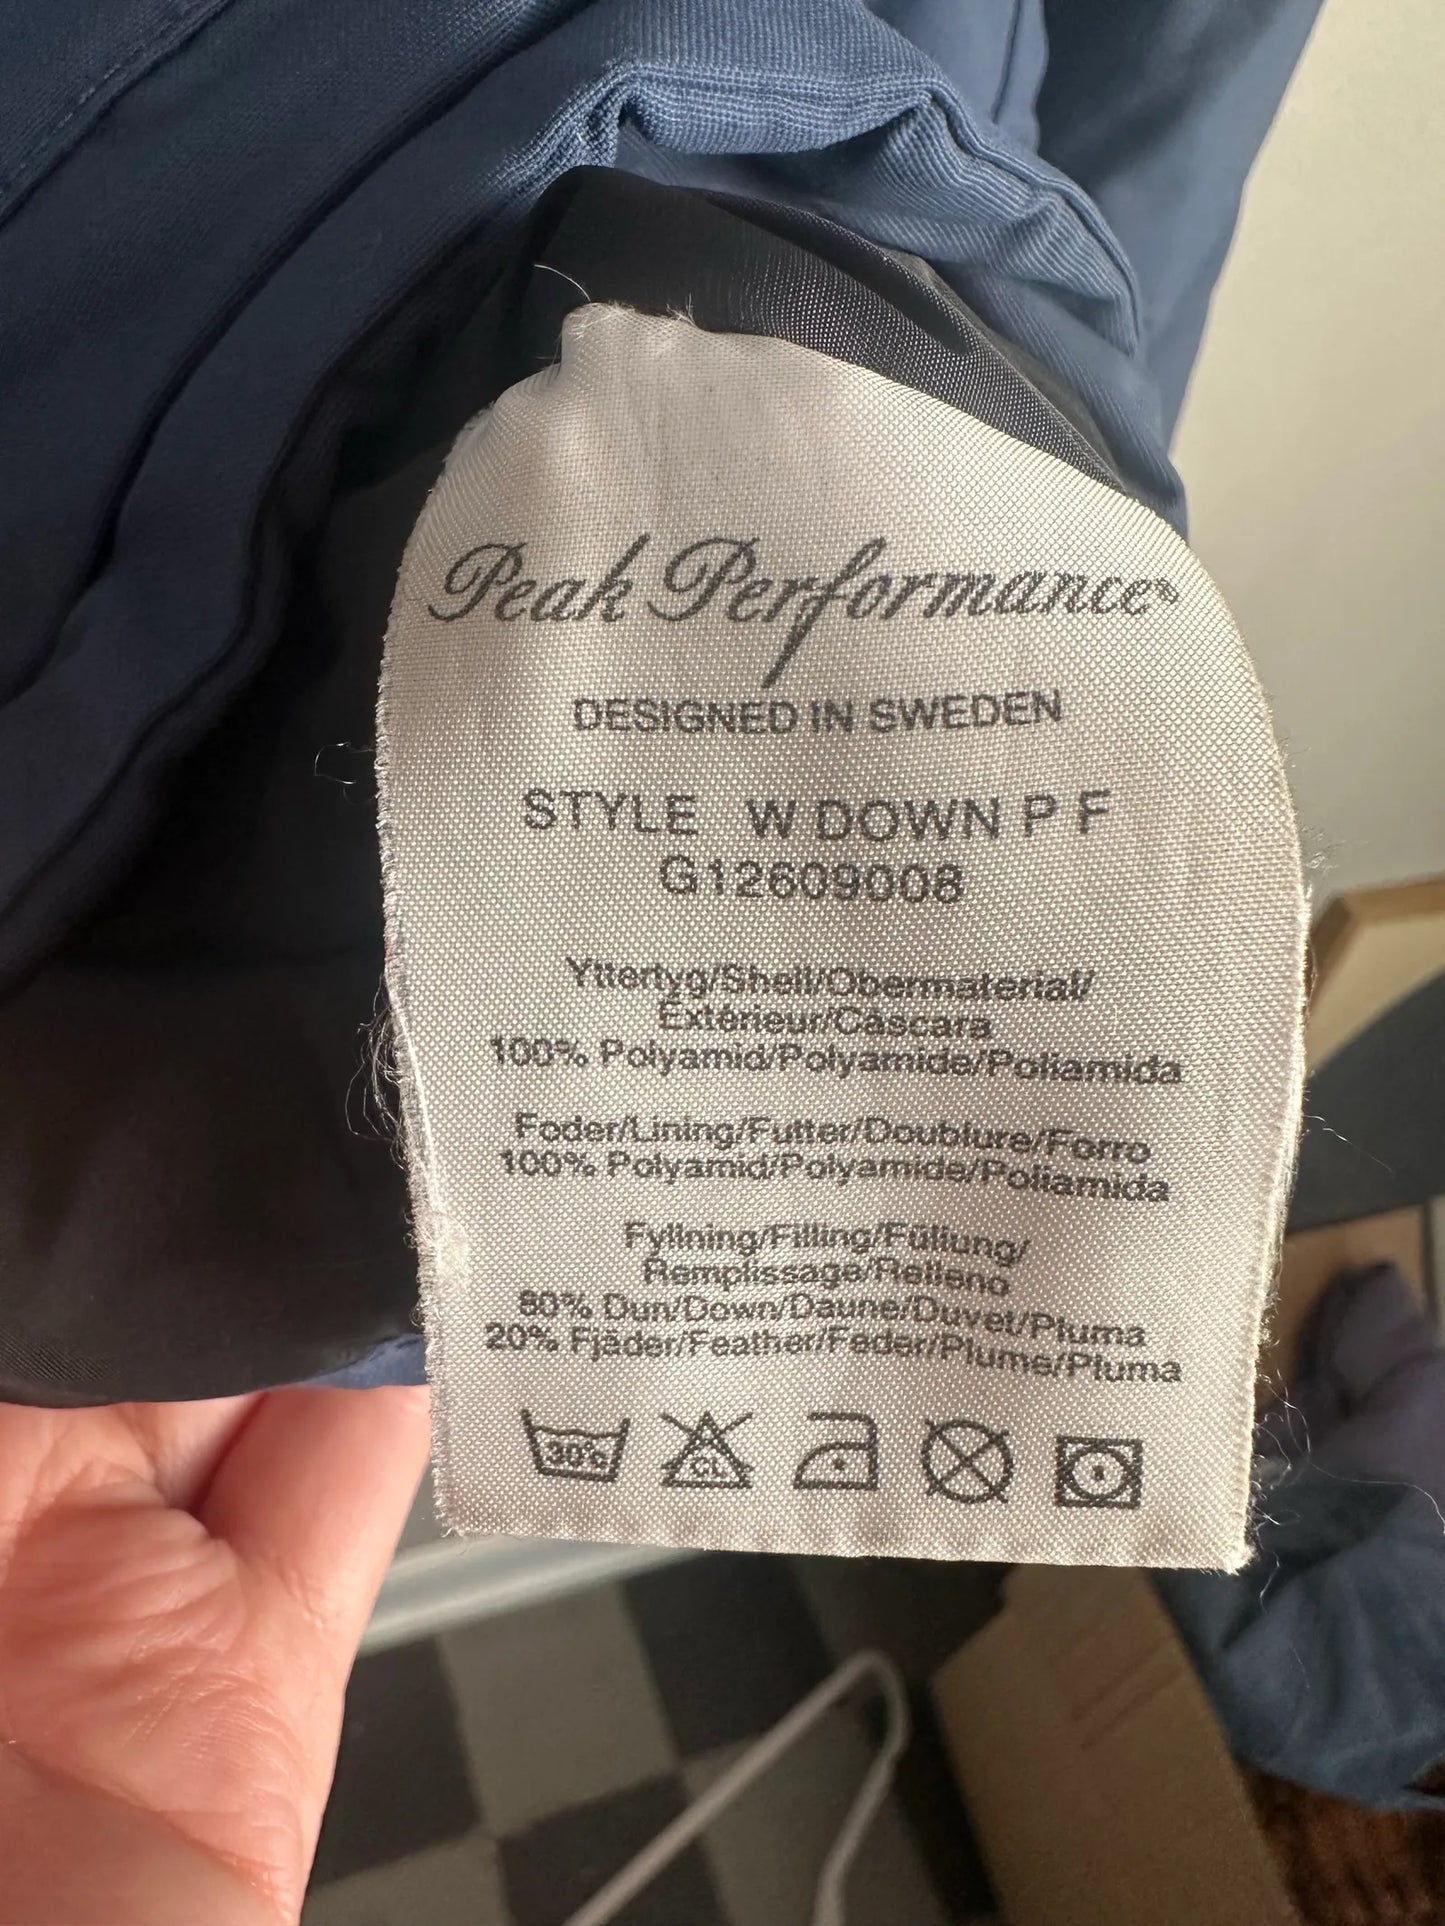 Peak Performance®
DESIGNED IN SWEDEN
STYLE W DOWN P F
G12609008
Yttertyg/Shell/Obermaterial/
Extérieur/Cáscara
100% Polyamid/Polyamide/Poliamida
Foder/Lining/Futter/Doublure/Forro
100% Polyamid/Polyamide/Poliamida
Fyllning/Filling/Füllung/
Remplissage/Relleno
80% Dun/Down/Daune/Duvet/Pluma
20% Fjäder/Feather/Feder/Plume/Pluma
30°c CL